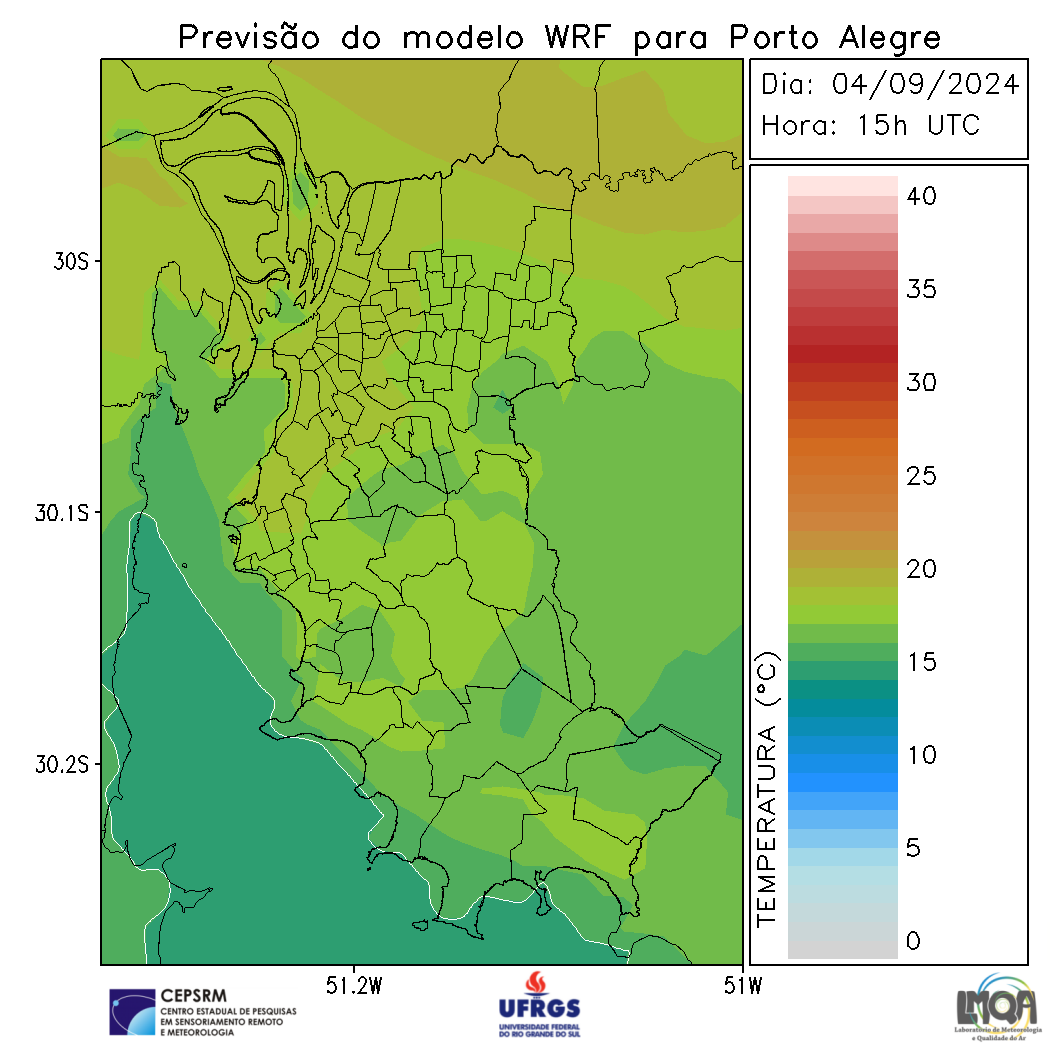 Previsão do modelo WRF para Porto Alegre
Dia: 04/09/2024
Hora: 15h UTC
40
35
30
25
20
15
10
5
0
TEMPERATURA (°C)
30S
30.1S
30.2S
51.2W
51W
CEPSRM
CENTRO ESTADUAL DE PESQUISAS
EM SENSORIAMENTO REMOTO
E METEOROLOGIA
UFRGS
UNIVERSIDADE FEDERAL
DO RIO GRANDE DO SUL
LMQA
Laboratório de Meteorologia
e Qualidade do Ar